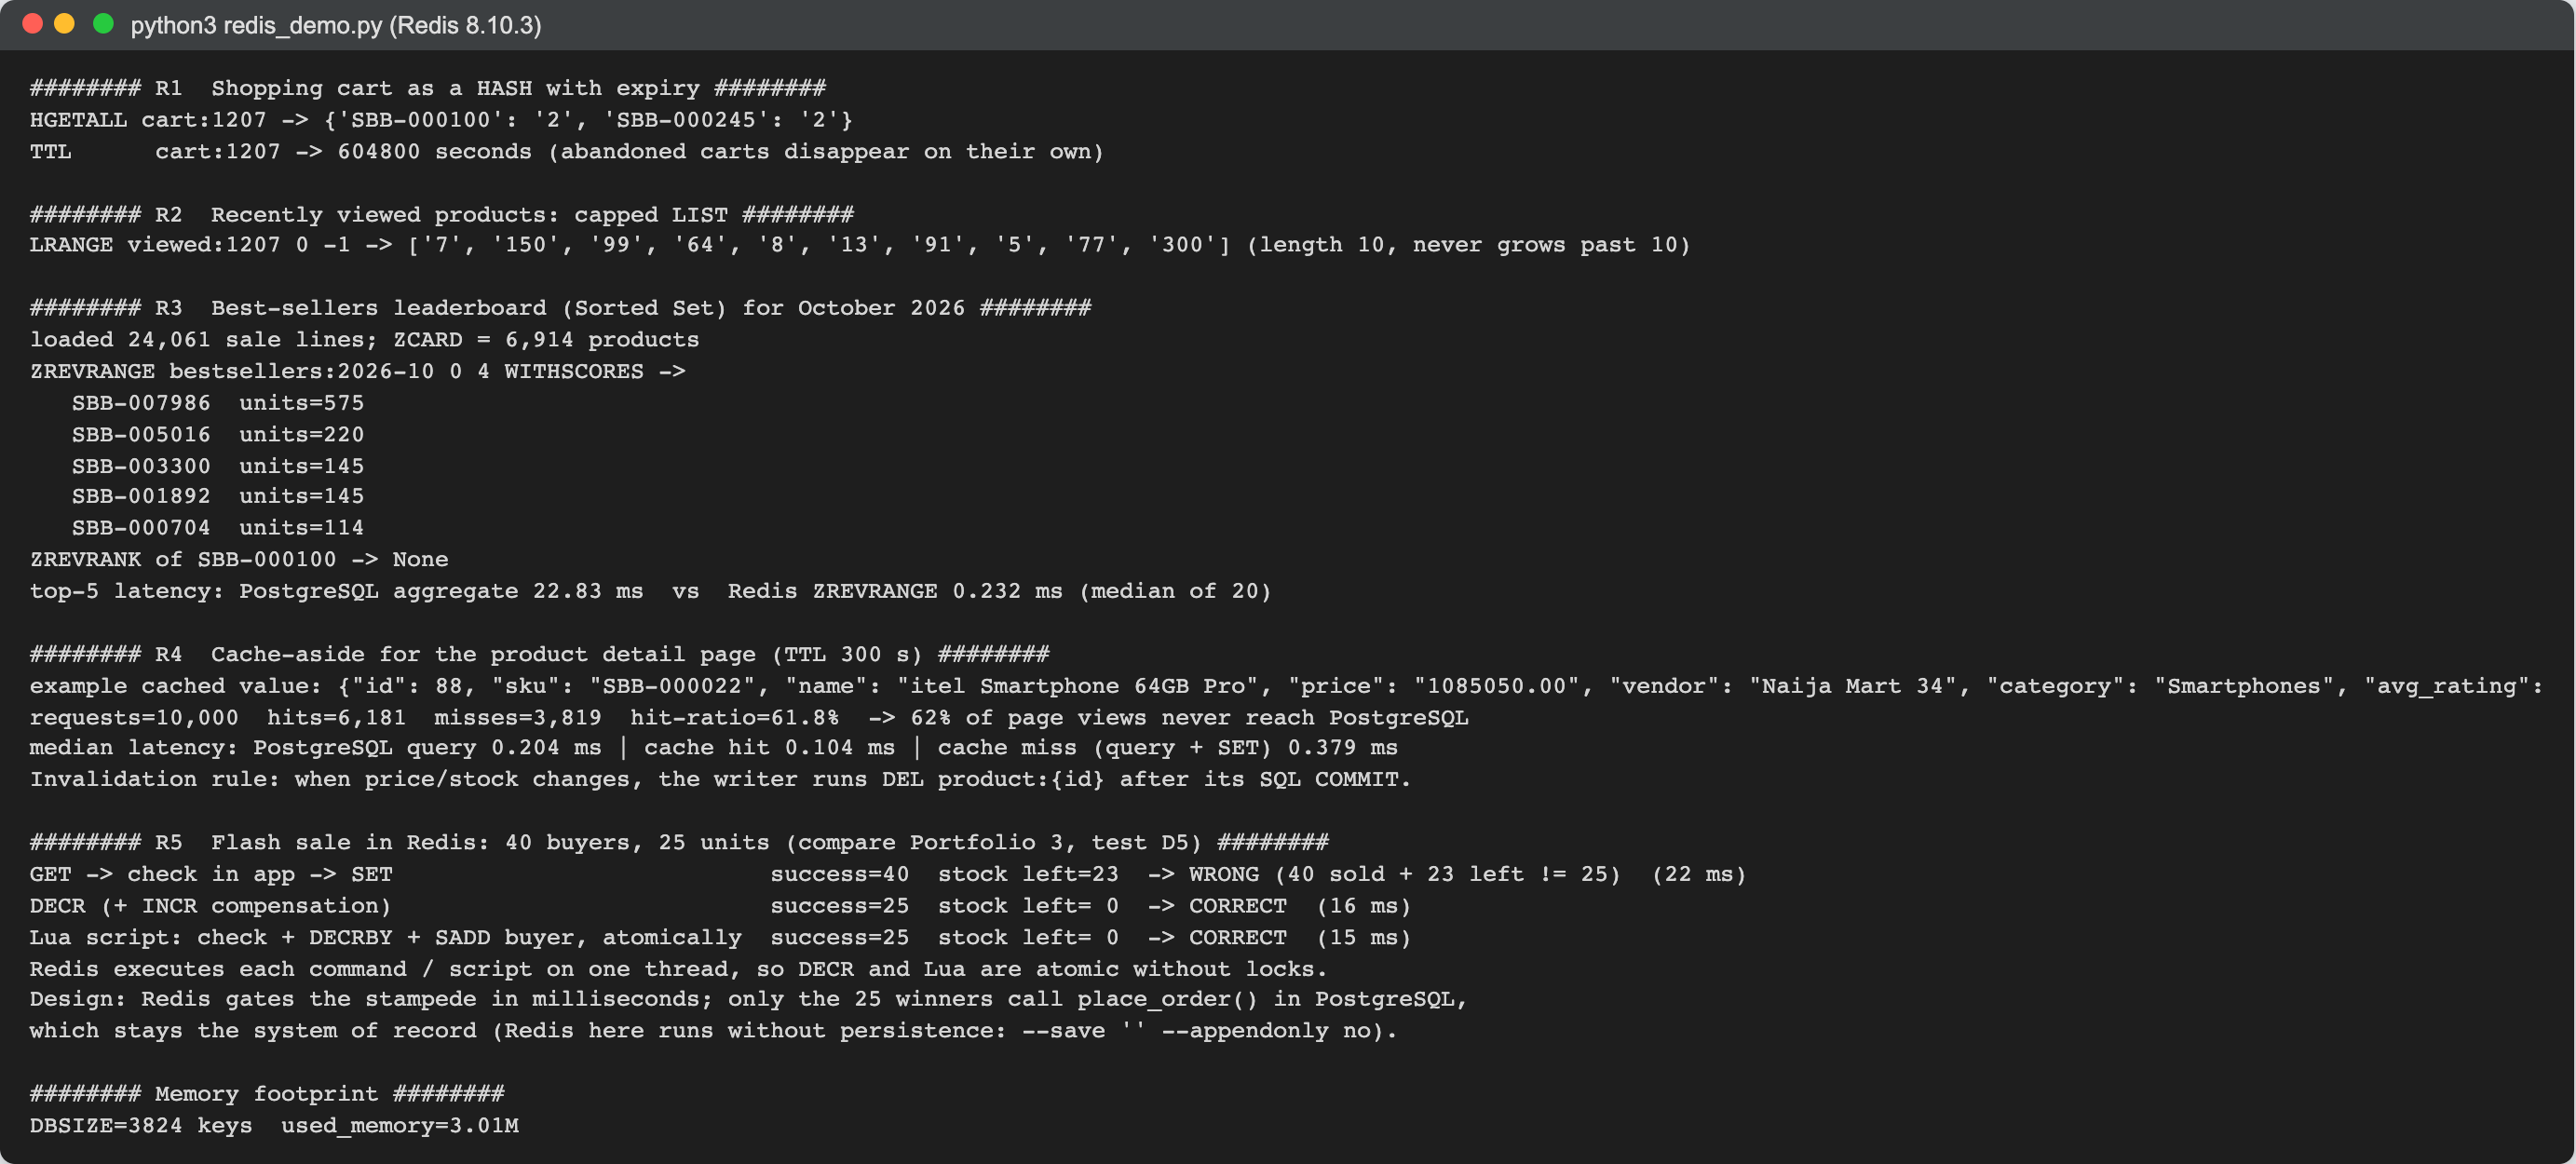 python3 redis_demo.py (Redis 8.10.3)
######## R1  Shopping cart as a HASH with expiry ########
HGETALL cart:1207 -> {'SBB-000100': '2', 'SBB-000245': '2'}
TTL      cart:1207 -> 604800 seconds (abandoned carts disappear on their own)
######## R2  Recently viewed products: capped LIST ########
LRANGE viewed:1207 0 -1 -> ['7', '150', '99', '64', '8', '13', '91', '5', '77', '300'] (length 10, never grows past 10)
######## R3  Best-sellers leaderboard (Sorted Set) for October 2026 ########
loaded 24,061 sale lines; ZCARD = 6,914 products
ZREVRANGE bestsellers:2026-10 0 4 WITHSCORES ->
   SBB-007986  units=575
   SBB-005016  units=220
   SBB-003300  units=145
   SBB-001892  units=145
   SBB-000704  units=114
ZREVRANK of SBB-000100 -> None
top-5 latency: PostgreSQL aggregate 22.83 ms  vs  Redis ZREVRANGE 0.232 ms (median of 20)
######## R4  Cache-aside for the product detail page (TTL 300 s) ########
example cached value: {"id": 88, "sku": "SBB-000022", "name": "itel Smartphone 64GB Pro", "price": "1085050.00", "vendor": "Naija Mart 34", "category": "Smartphones", "avg_rating":
requests=10,000  hits=6,181  misses=3,819  hit-ratio=61.8%  -> 62% of page views never reach PostgreSQL
median latency: PostgreSQL query 0.204 ms | cache hit 0.104 ms | cache miss (query + SET) 0.379 ms
Invalidation rule: when price/stock changes, the writer runs DEL product:{id} after its SQL COMMIT.
######## R5  Flash sale in Redis: 40 buyers, 25 units (compare Portfolio 3, test D5) ########
GET -> check in app -> SET                           success=40  stock left=23  -> WRONG (40 sold + 23 left != 25)  (22 ms)
DECR (+ INCR compensation)                           success=25  stock left= 0  -> CORRECT  (16 ms)
Lua script: check + DECRBY + SADD buyer, atomically  success=25  stock left= 0  -> CORRECT  (15 ms)
Redis executes each command / script on one thread, so DECR and Lua are atomic without locks.
Design: Redis gates the stampede in milliseconds; only the 25 winners call place_order() in PostgreSQL,
which stays the system of record (Redis here runs without persistence: --save '' --appendonly no).
######## Memory footprint ########
DBSIZE=3824 keys  used_memory=3.01M